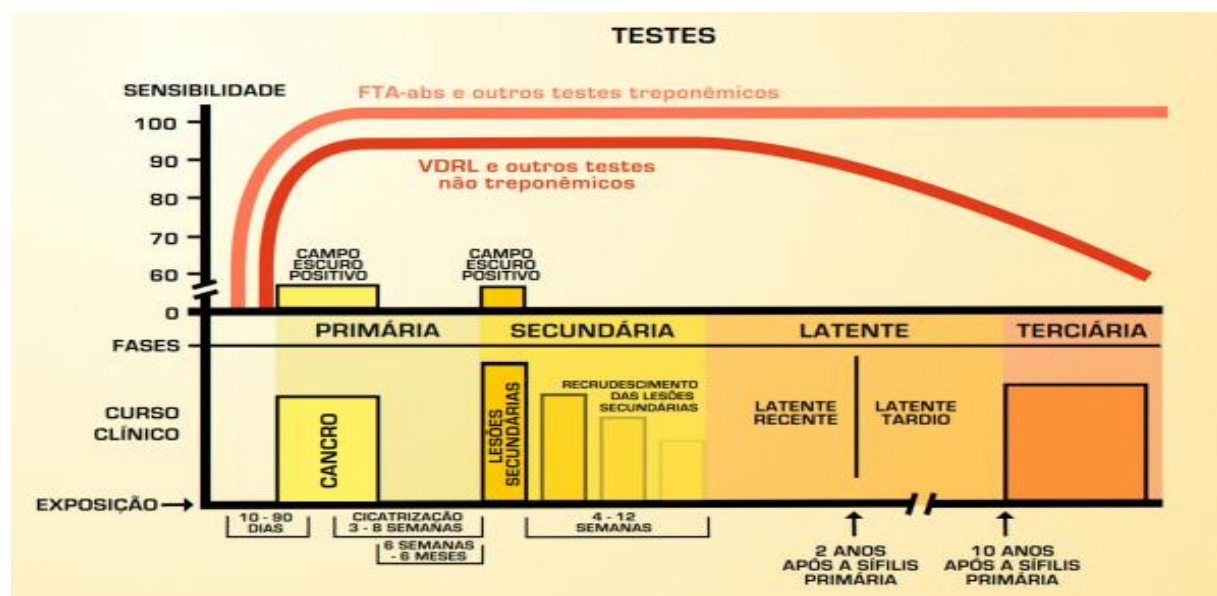 TESTES
SENSIBILIDADE
FTA-abs e outros testes treponêmicos
100
90
80
70
60
0
VDRL e outros testes
não treponêmicos
CAMPO
ESCURO
POSITIVO
CAMPO
ESCURO
POSITIVO
FASES
PRIMÁRIA
SECUNDÁRIA
LATENTE
TERCIÁRIA
CURSO
CLÍNICO
CANCRO
LESÕES
SECUNDÁRIAS
RECRUDESCIMENTO
DAS LESÕES
SECUNDÁRIAS
LATENTE
RECENTE
LATENTE
TARDIO
EXPOSIÇÃO
10 - 90
DIAS
CICATRIZAÇÃO
3 - 8 SEMANAS
6 SEMANAS
- 6 MESES
4 - 12
SEMANAS
2 ANOS
APÓS A SÍFILIS
PRIMÁRIA
10 ANOS
APÓS A SÍFILIS
PRIMÁRIA